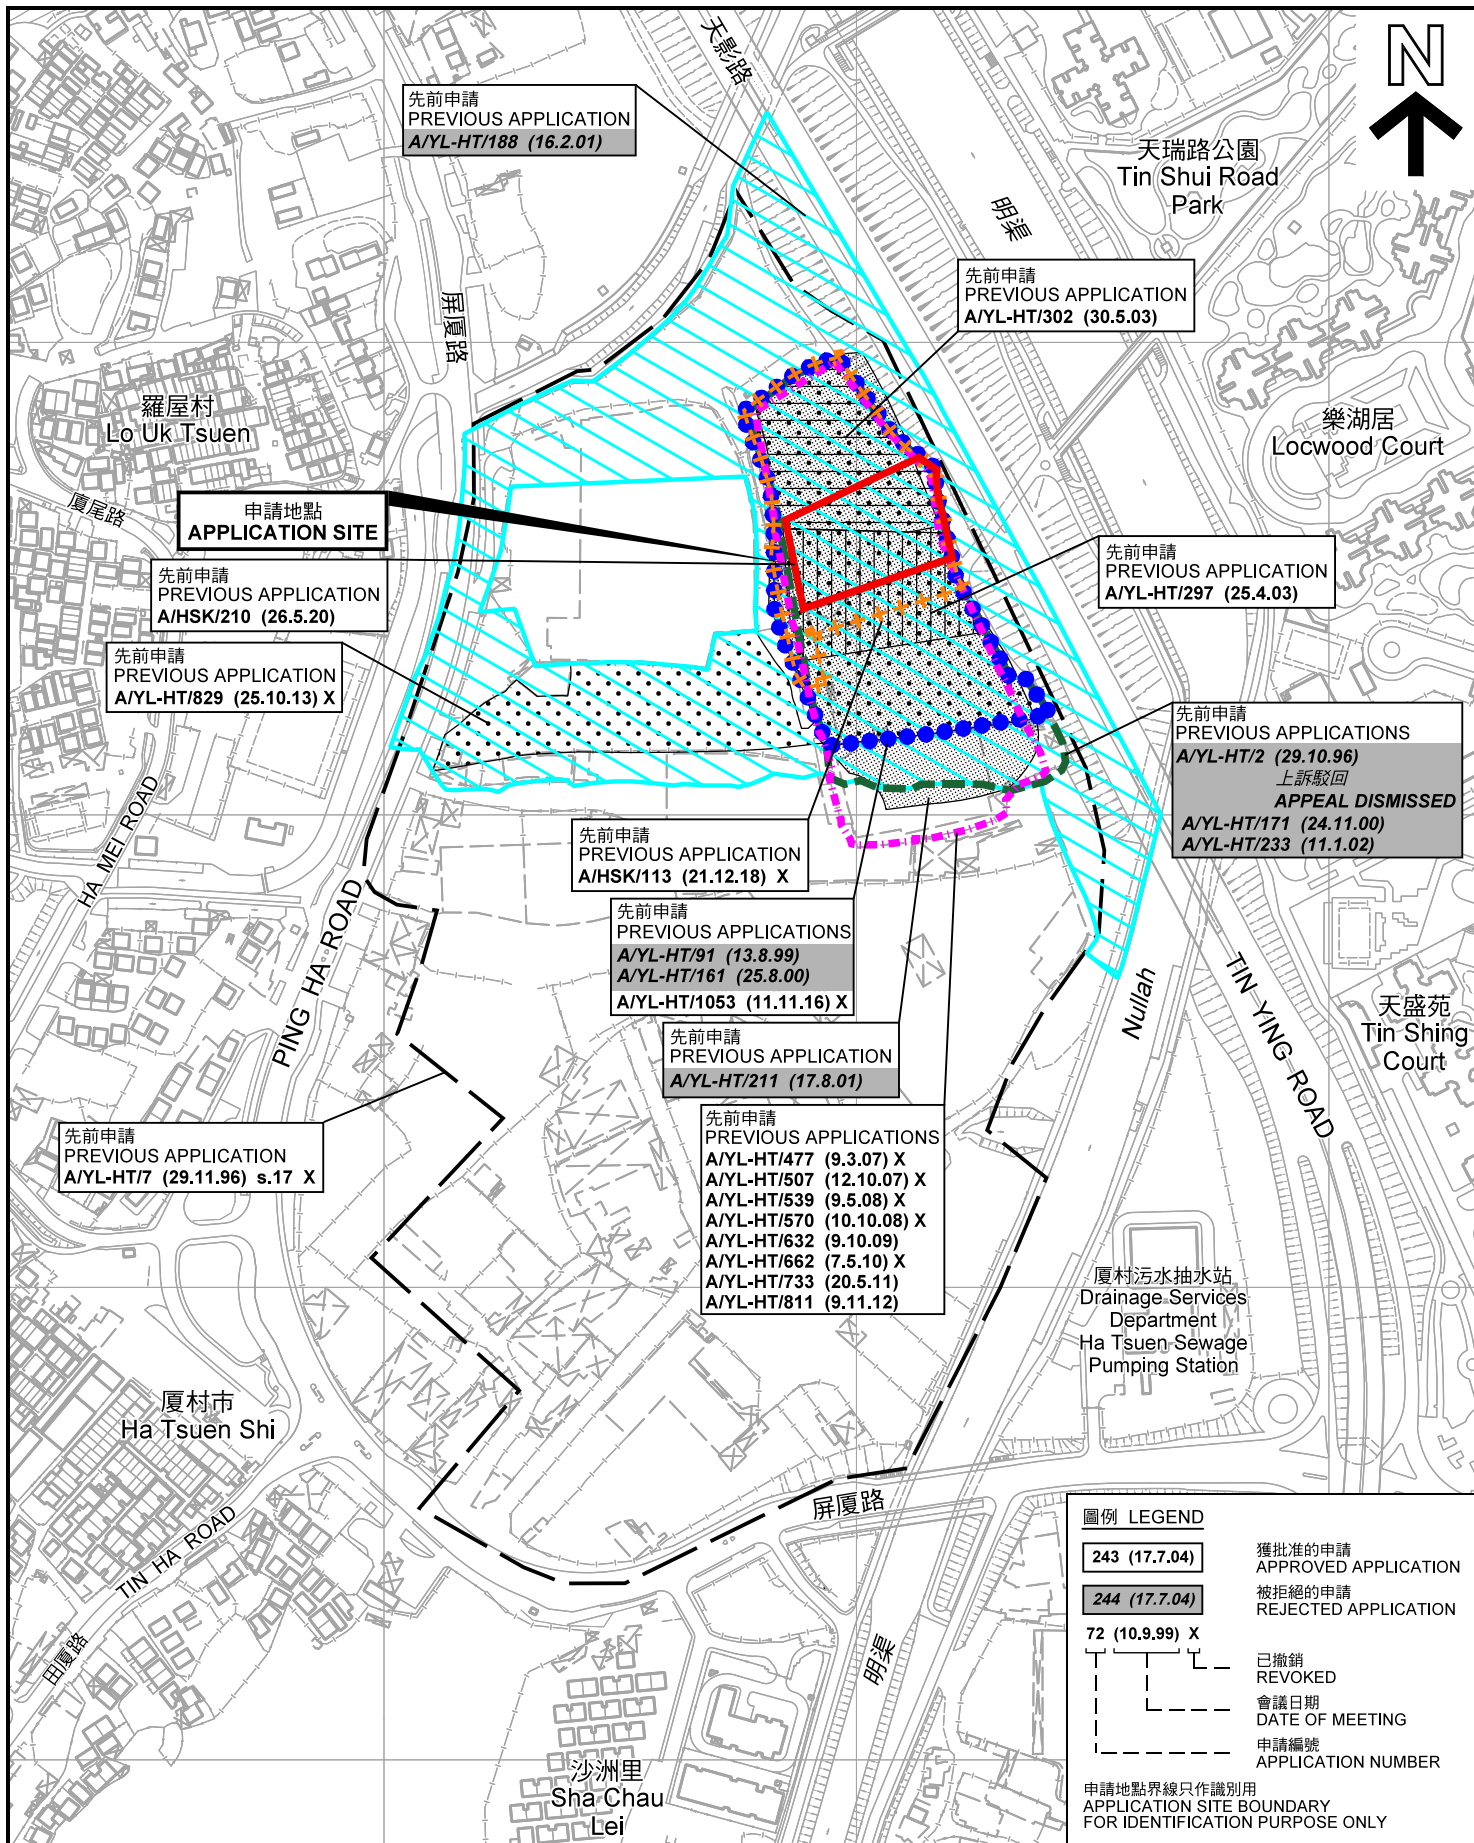 天影路
N
先前申請
PREVIOUS APPLICATION
A/YL-HT/188 (16.2.01)
天瑞路公園
Tin Shui Road
Park
明渠
先前申請
PREVIOUS APPLICATION
A/YL-HT/302 (30.5.03)
屏厦路
羅屋村
Lo Uk Tsuen
樂湖居
Locwood Court
厦尾路
申請地點
APPLICATION SITE
先前申請
PREVIOUS APPLICATION
A/YL-HT/297 (25.4.03)
先前申請
PREVIOUS APPLICATION
A/HSK/210 (26.5.20)
先前申請
PREVIOUS APPLICATION
A/YL-HT/829 (25.10.13) X
先前申請
PREVIOUS APPLICATIONS
A/YL-HT/2 (29.10.96)
上訴駁回
APPEAL DISMISSED
A/YL-HT/171 (24.11.00)
A/YL-HT/233 (11.1.02)
HA MEI ROAD
先前申請
PREVIOUS APPLICATION
A/HSK/113 (21.12.18) X
PING HA ROAD
先前申請
PREVIOUS APPLICATIONS
A/YL-HT/91 (13.8.99)
A/YL-HT/161 (25.8.00)
A/YL-HT/1053 (11.11.16) X
Nullah
TIN YING ROAD
天盛苑
Tin Shing
Court
先前申請
PREVIOUS APPLICATION
A/YL-HT/211 (17.8.01)
先前申請
PREVIOUS APPLICATION
A/YL-HT/7 (29.11.96) s.17 X
先前申請
PREVIOUS APPLICATIONS
A/YL-HT/477 (9.3.07) X
A/YL-HT/507 (12.10.07) X
A/YL-HT/539 (9.5.08) X
A/YL-HT/570 (10.10.08) X
A/YL-HT/632 (9.10.09)
A/YL-HT/662 (7.5.10) X
A/YL-HT/733 (20.5.11)
A/YL-HT/811 (9.11.12)
厦村污水抽水站
Drainage Services
Department
Ha Tsuen Sewage
Pumping Station
厦村市
Ha Tsuen Shi
屏厦路
TIN HA ROAD
田厦路
明渠
沙洲里
Sha Chau
Lei
圖例 LEGEND
243 (17.7.04)
獲批准的申請
APPROVED APPLICATION
244 (17.7.04)
被拒絕的申請
REJECTED APPLICATION
72 (10.9.99) X
已撤銷
REVOKED
會議日期
DATE OF MEETING
申請編號
APPLICATION NUMBER
申請地點界線只作識別用
APPLICATION SITE BOUNDARY
FOR IDENTIFICATION PURPOSE ONLY